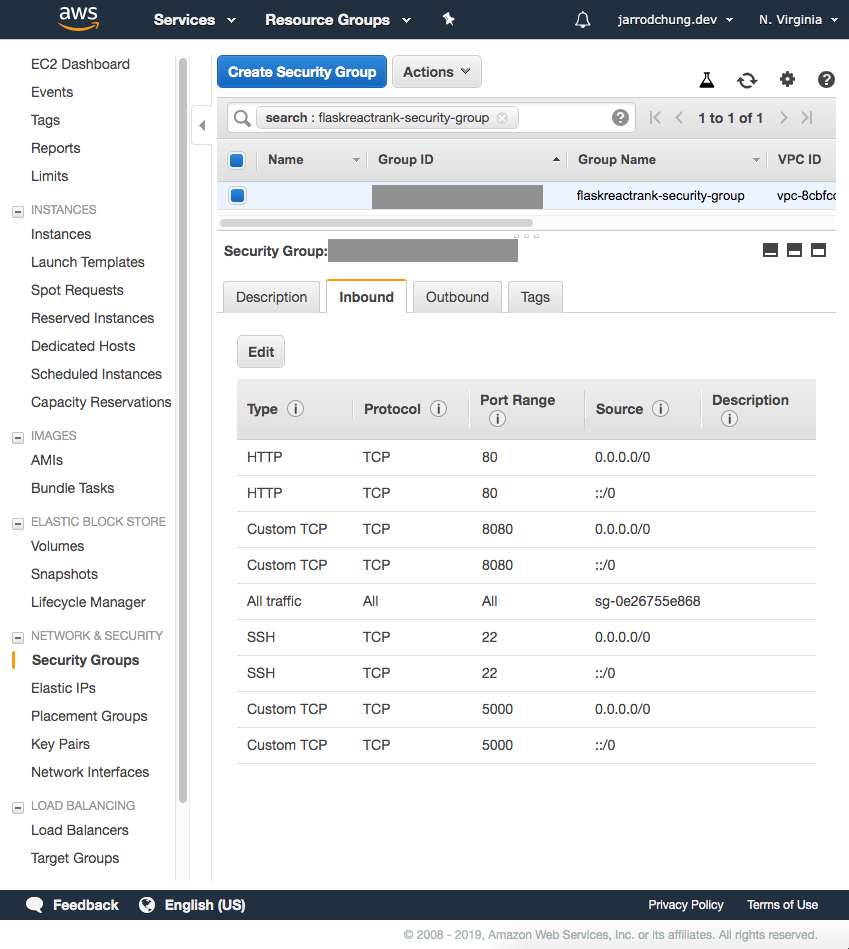 aws Services Resource Groups jarrodchung.dev N. Virginia
EC2 Dashboard
Events
Tags
Reports
Limits
INSTANCES
Instances
Launch Templates
Spot Requests
Reserved Instances
Dedicated Hosts
Scheduled Instances
Capacity Reservations
IMAGES
AMIs
Bundle Tasks
ELASTIC BLOCK STORE
Volumes
Snapshots
Lifecycle Manager
NETWORK & SECURITY
Security Groups
Elastic IPs
Placement Groups
Key Pairs
Network Interfaces
LOAD BALANCING
Load Balancers
Target Groups
Create Security Group Actions
search : flaskreactrank-security-group 1 to 1 of 1
Name Group ID Group Name VPC ID
flaskreactrank-security-group vpc-8cbfcc
Security Group:
Description Inbound Outbound Tags
Edit
Type Protocol Port Range Source Description
HTTP TCP 80 0.0.0.0/0
HTTP TCP 80 ::/0
Custom TCP TCP 8080 0.0.0.0/0
Custom TCP TCP 8080 ::/0
All traffic All All sg-0e26755e868
SSH TCP 22 0.0.0.0/0
SSH TCP 22 ::/0
Custom TCP TCP 5000 0.0.0.0/0
Custom TCP TCP 5000 ::/0
Feedback English (US) Privacy Policy Terms of Use
© 2008 - 2019, Amazon Web Services, Inc. or its affiliates. All rights reserved.